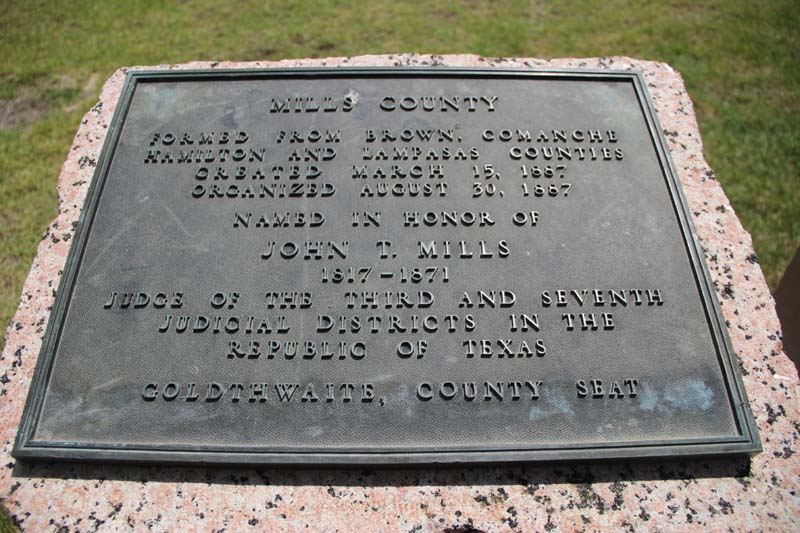 MILLS COUNTY
FORMED FROM BROWN, COMANCHE
HAMILTON AND LAMPASAS COUNTIES
CREATED MARCH 15, 1887
ORGANIZED AUGUST 30, 1887
NAMED IN HONOR OF
JOHN T. MILLS
1817–1871
JUDGE OF THE THIRD AND SEVENTH
JUDICIAL DISTRICTS IN THE
REPUBLIC OF TEXAS
GOLDTHWAITE, COUNTY SEAT